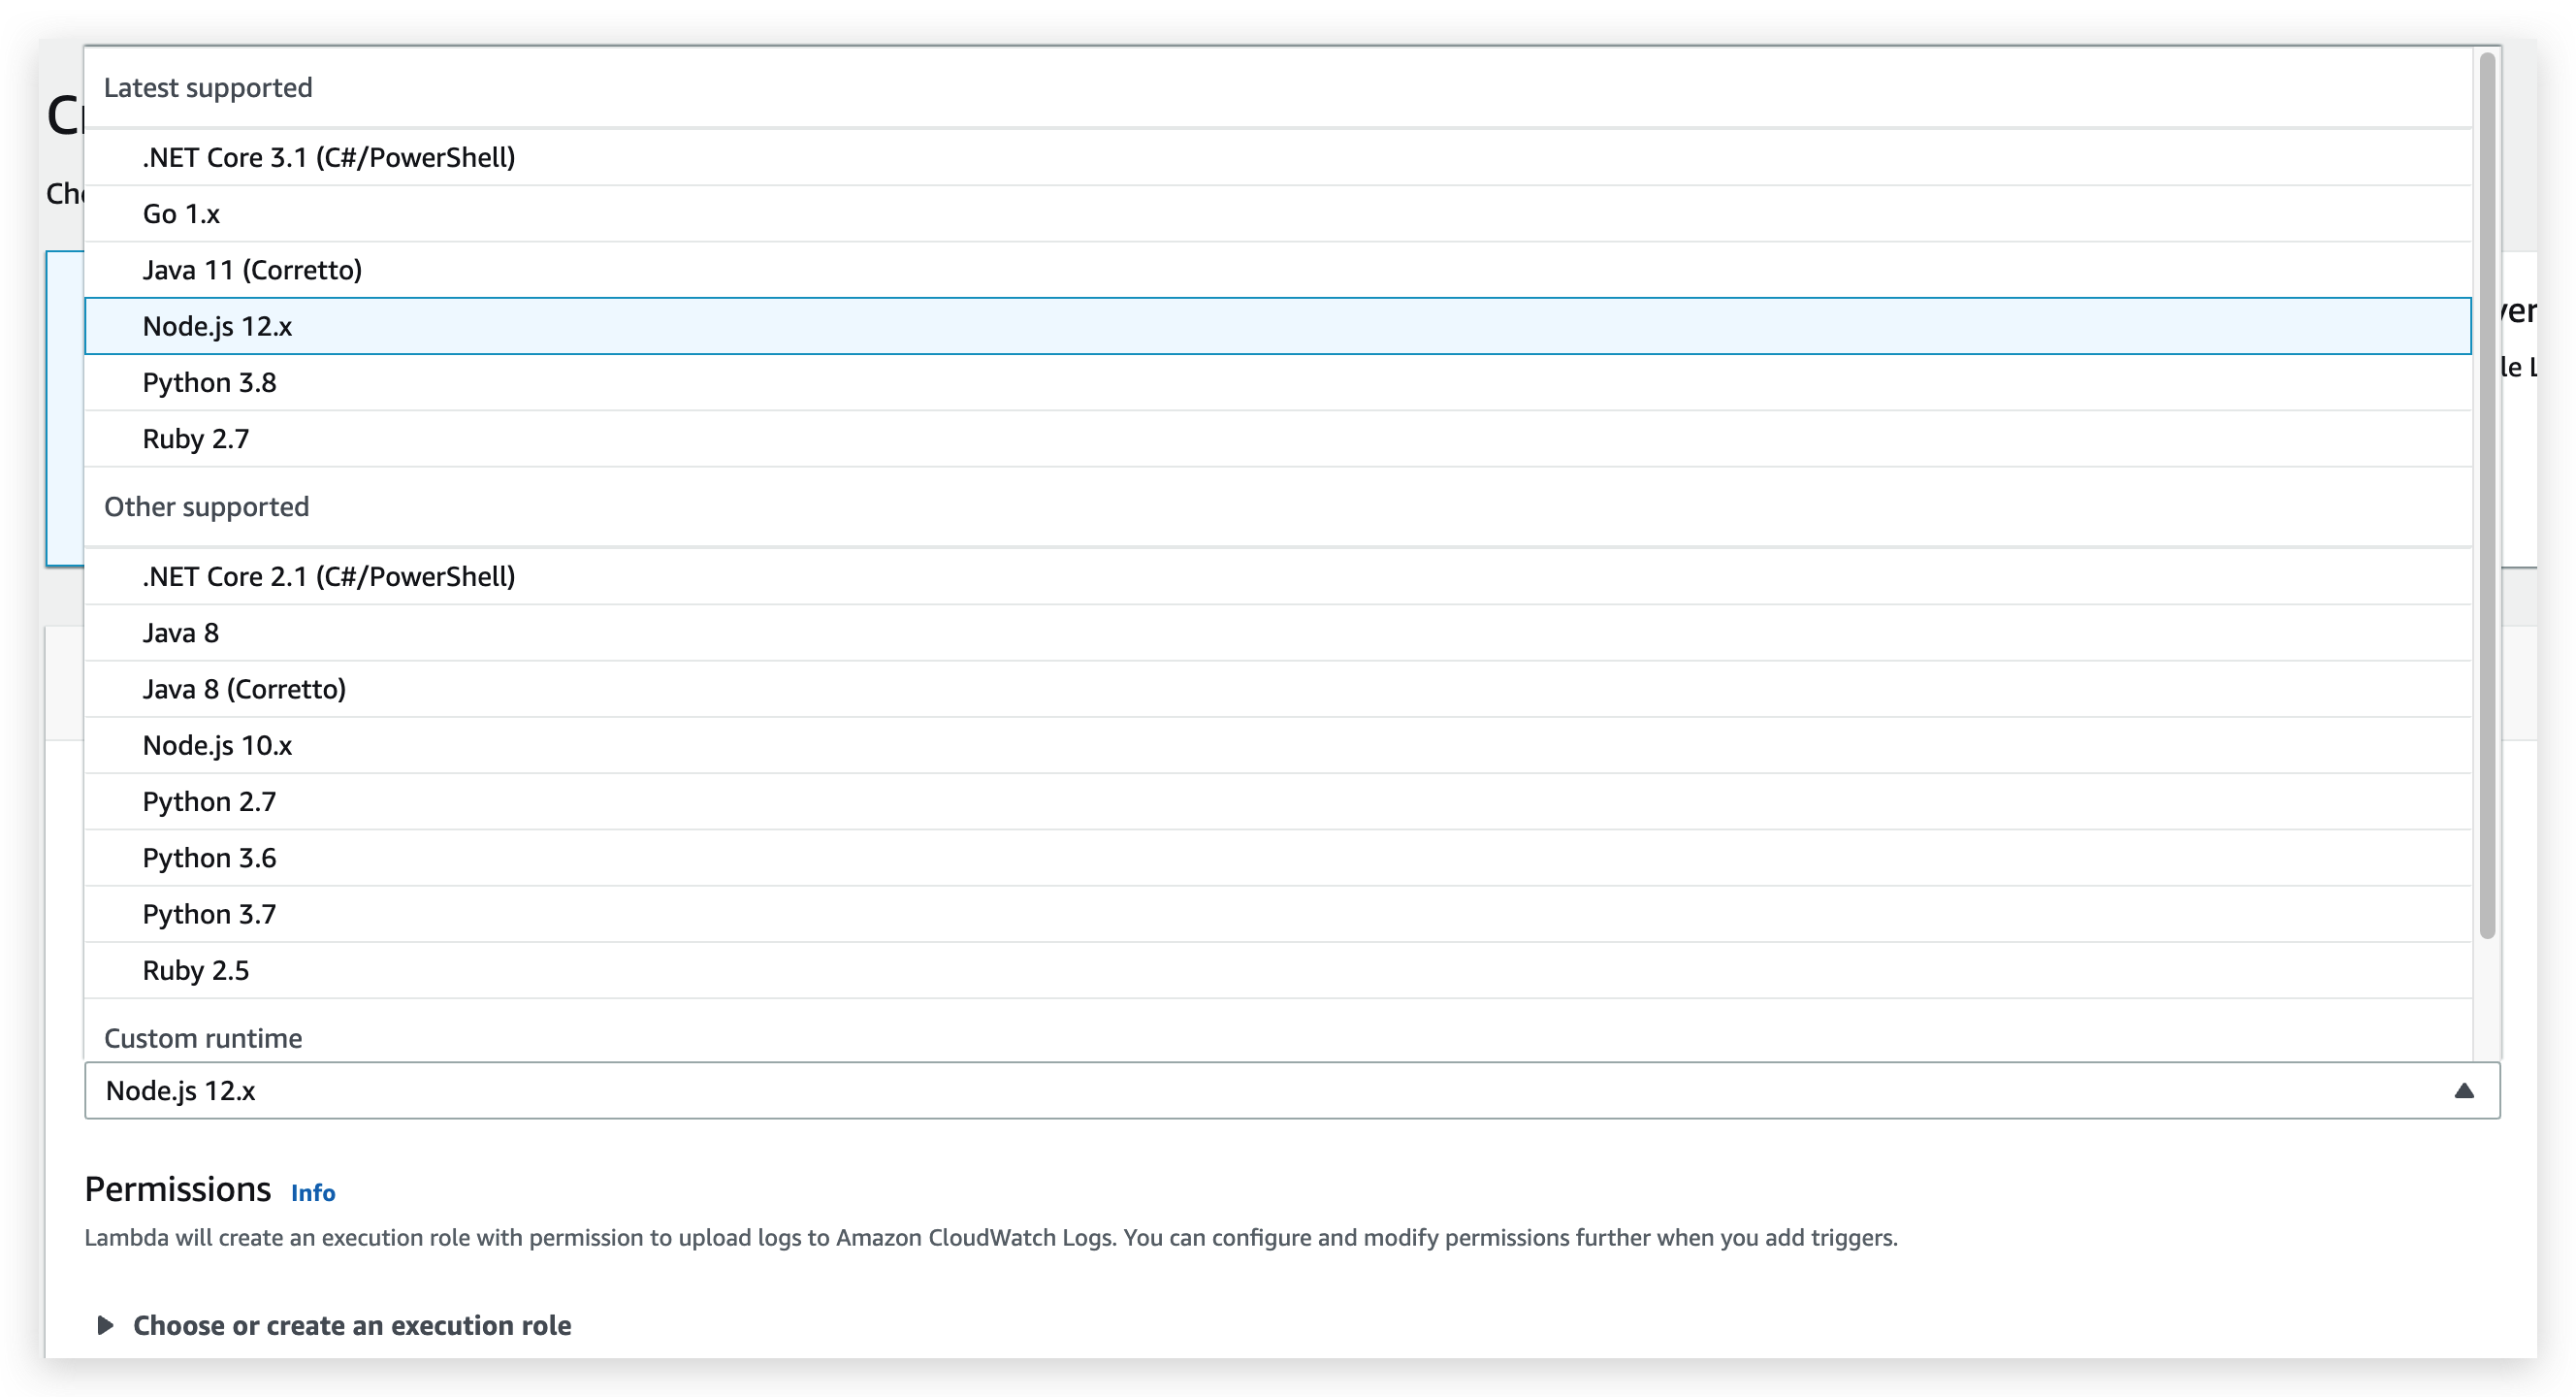 Latest supported
.NET Core 3.1 (C#/PowerShell)
Go 1.x
Java 11 (Corretto)
Node.js 12.x
Python 3.8
Ruby 2.7
Other supported
.NET Core 2.1 (C#/PowerShell)
Java 8
Java 8 (Corretto)
Node.js 10.x
Python 2.7
Python 3.6
Python 3.7
Ruby 2.5
Custom runtime
Node.js 12.x
Permissions Info
Lambda will create an execution role with permission to upload logs to Amazon CloudWatch Logs. You can configure and modify permissions further when you add triggers.
Choose or create an execution role